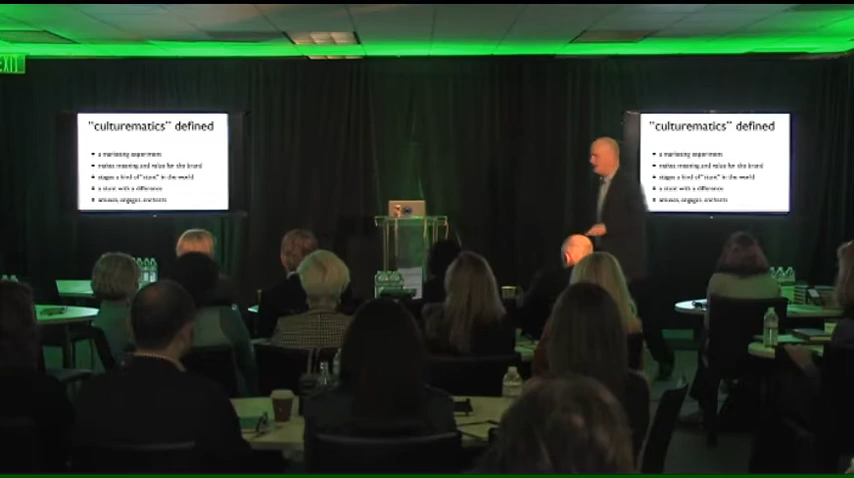 EXIT
"culturematics" defined
• a marketing experiment
• makes meaning and value for the brand
• stages a kind of "stunt" in the world
• a stunt with a difference
• amuses, engages, enchants
"culturematics" defined
• a marketing experiment
• makes meaning and value for the brand
• stages a kind of "stunt" in the world
• a stunt with a difference
• amuses, engages, enchants